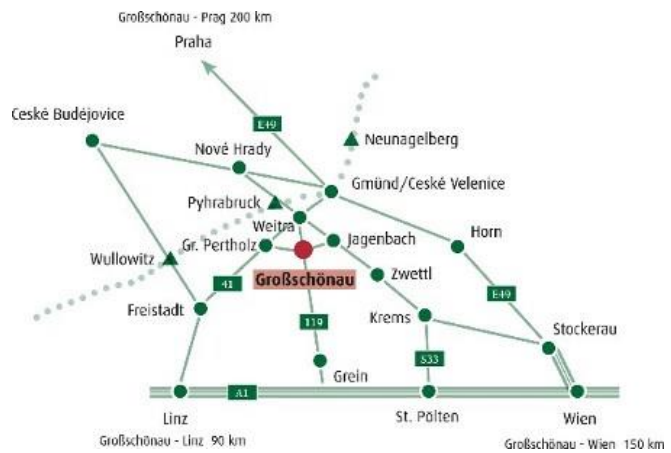 Großschönau - Prag 200 km
Praha
České Budějovice
E49
Nové Hrady
Neunagelberg
Gmünd/České Velenice
Pyhrabruck
Weitra
Gr. Pertholz
Jagenbach
Horn
Wullowitz
Großschönau
Zwettl
41
E49
Freistadt
119
Krems
Stockerau
S33
Grein
A1
Linz
St. Pölten
Wien
Großschönau - Linz 90 km
Großschönau - Wien 150 km